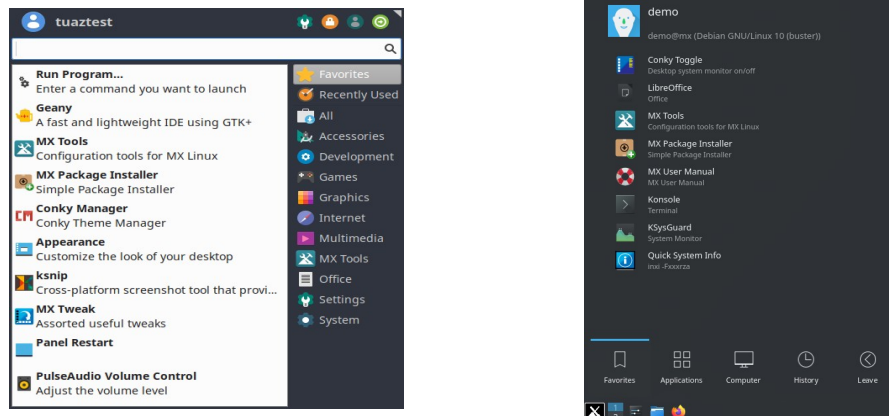 tuaztest
Run Program...
Enter a command you want to launch
Geany
A fast and lightweight IDE using GTK+
MX Tools
Configuration tools for MX Linux
MX Package Installer
Simple Package Installer
Conky Manager
Conky Theme Manager
Appearance
Customize the look of your desktop
ksnip
Cross-platform screenshot tool that provi...
MX Tweak
Assorted useful tweaks
Panel Restart
PulseAudio Volume Control
Adjust the volume level
Favorites
Recently Used
All
Accessories
Development
Games
Graphics
Internet
Multimedia
MX Tools
Office
Settings
System
demo
demo@mx (Debian GNU/Linux 10 (buster))
Conky Toggle
Desktop system monitor on/off
LibreOffice
Office
MX Tools
Configuration tools for MX Linux
MX Package Installer
Simple Package Installer
MX User Manual
MX User Manual
Konsole
Terminal
KSysGuard
System Monitor
Quick System Info
inxi -Fxxxrza
Favorites Applications Computer History Leave